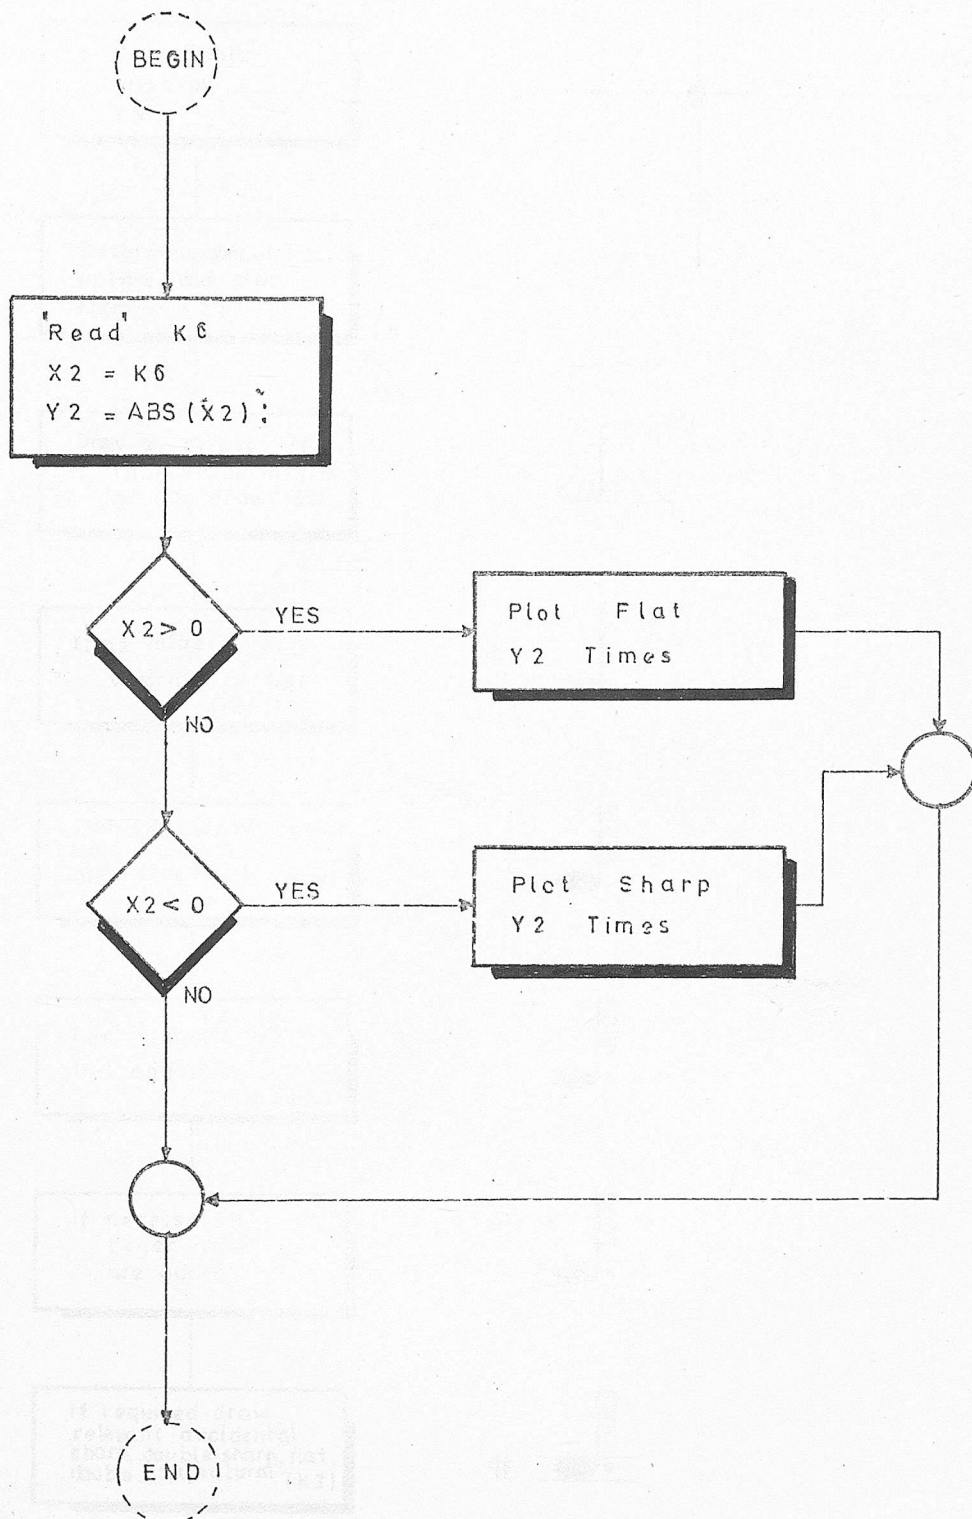 BEGIN
"Read" K6
X2 = K6
Y2 = ABS(X2);
X2 > 0
YES
Plot Flat
Y2 Times
NO
X2 < 0
YES
Plot Sharp
Y2 Times
NO
END